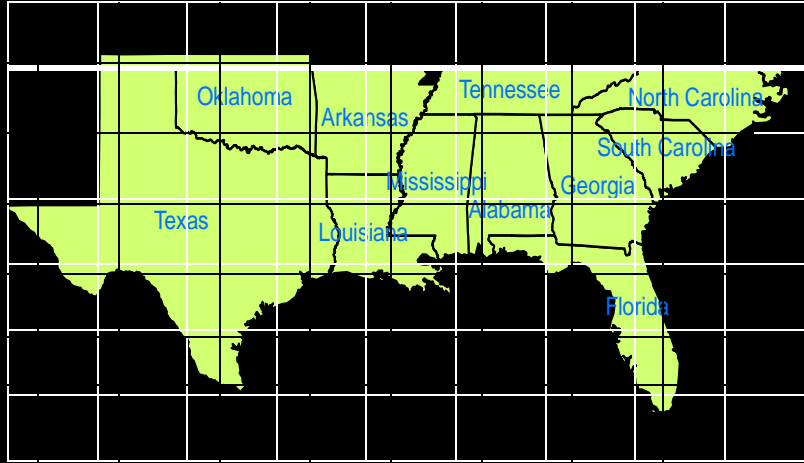 Oklahoma
Tennessee
North Carolina
Arkansas
South Carolina
Mississippi
Georgia
Texas
Alabama
Louisiana
Florida